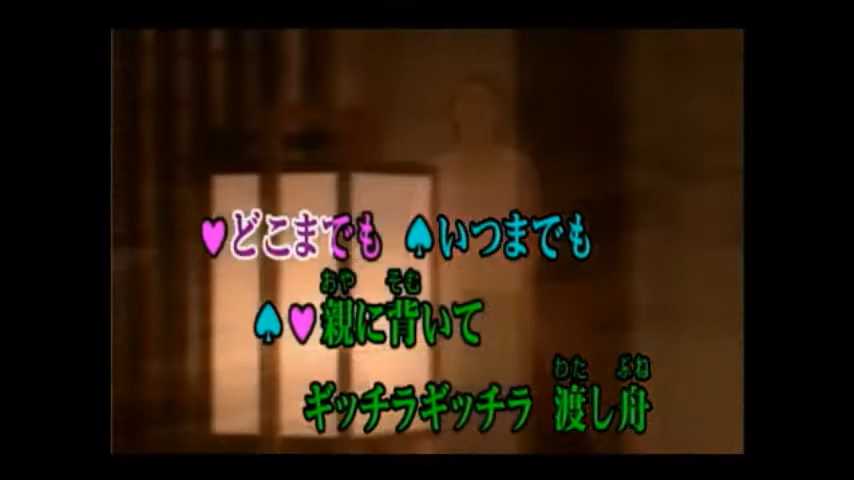 ♥どこまでも ♠いつまでも
おや そむ
♠♥親に背いて
わた ぶね
ギッチラギッチラ 渡し舟